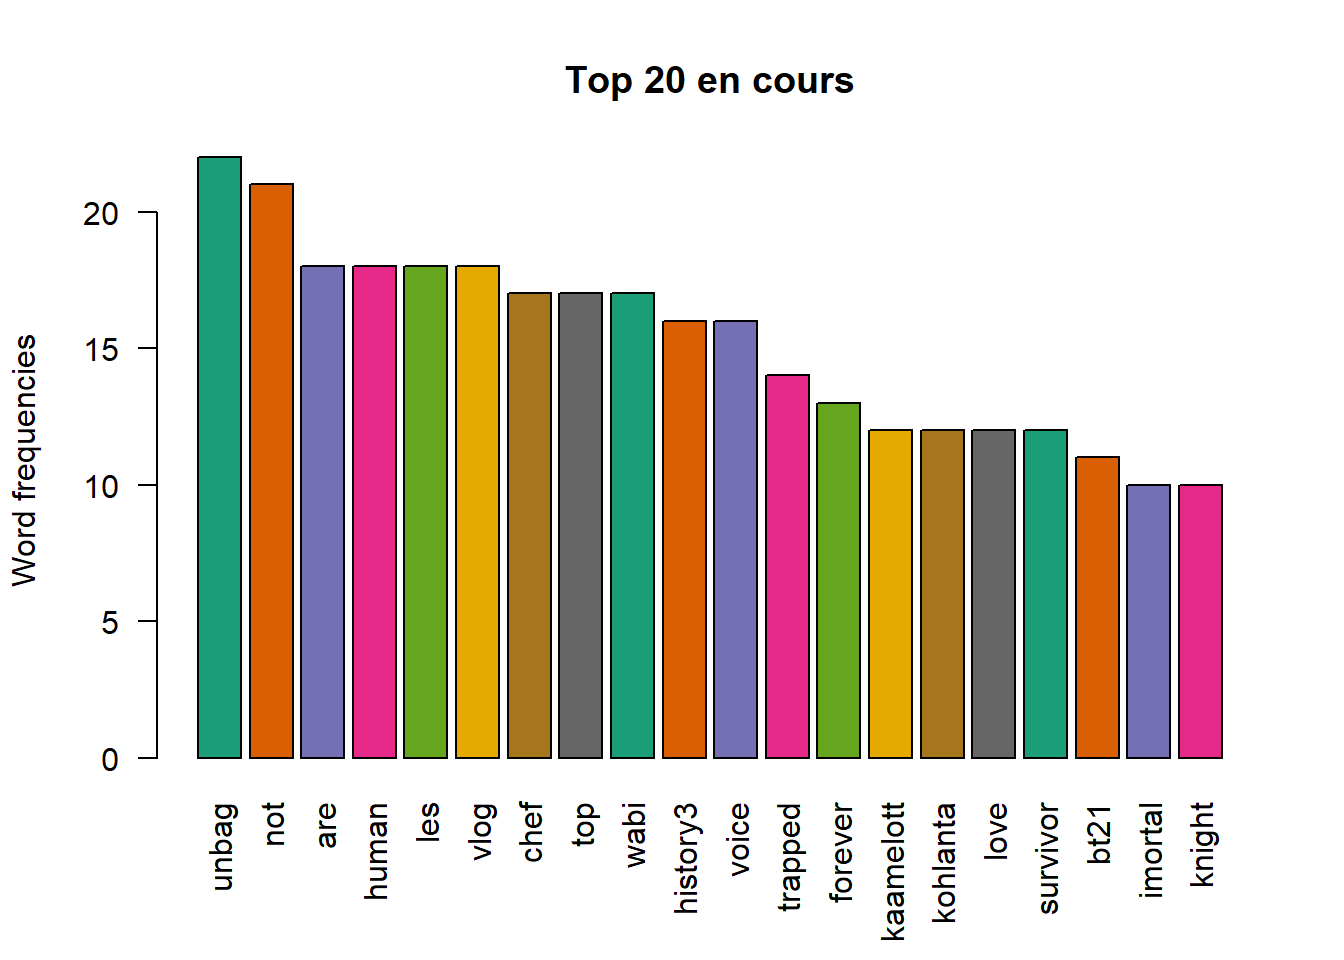 Top 20 en cours
Word frequencies
20
15
10
5
0
unbag
not
are
human
les
vlog
chef
top
wabi
history3
voice
trapped
forever
kaamelott
kohlanta
love
survivor
bt21
imortal
knight